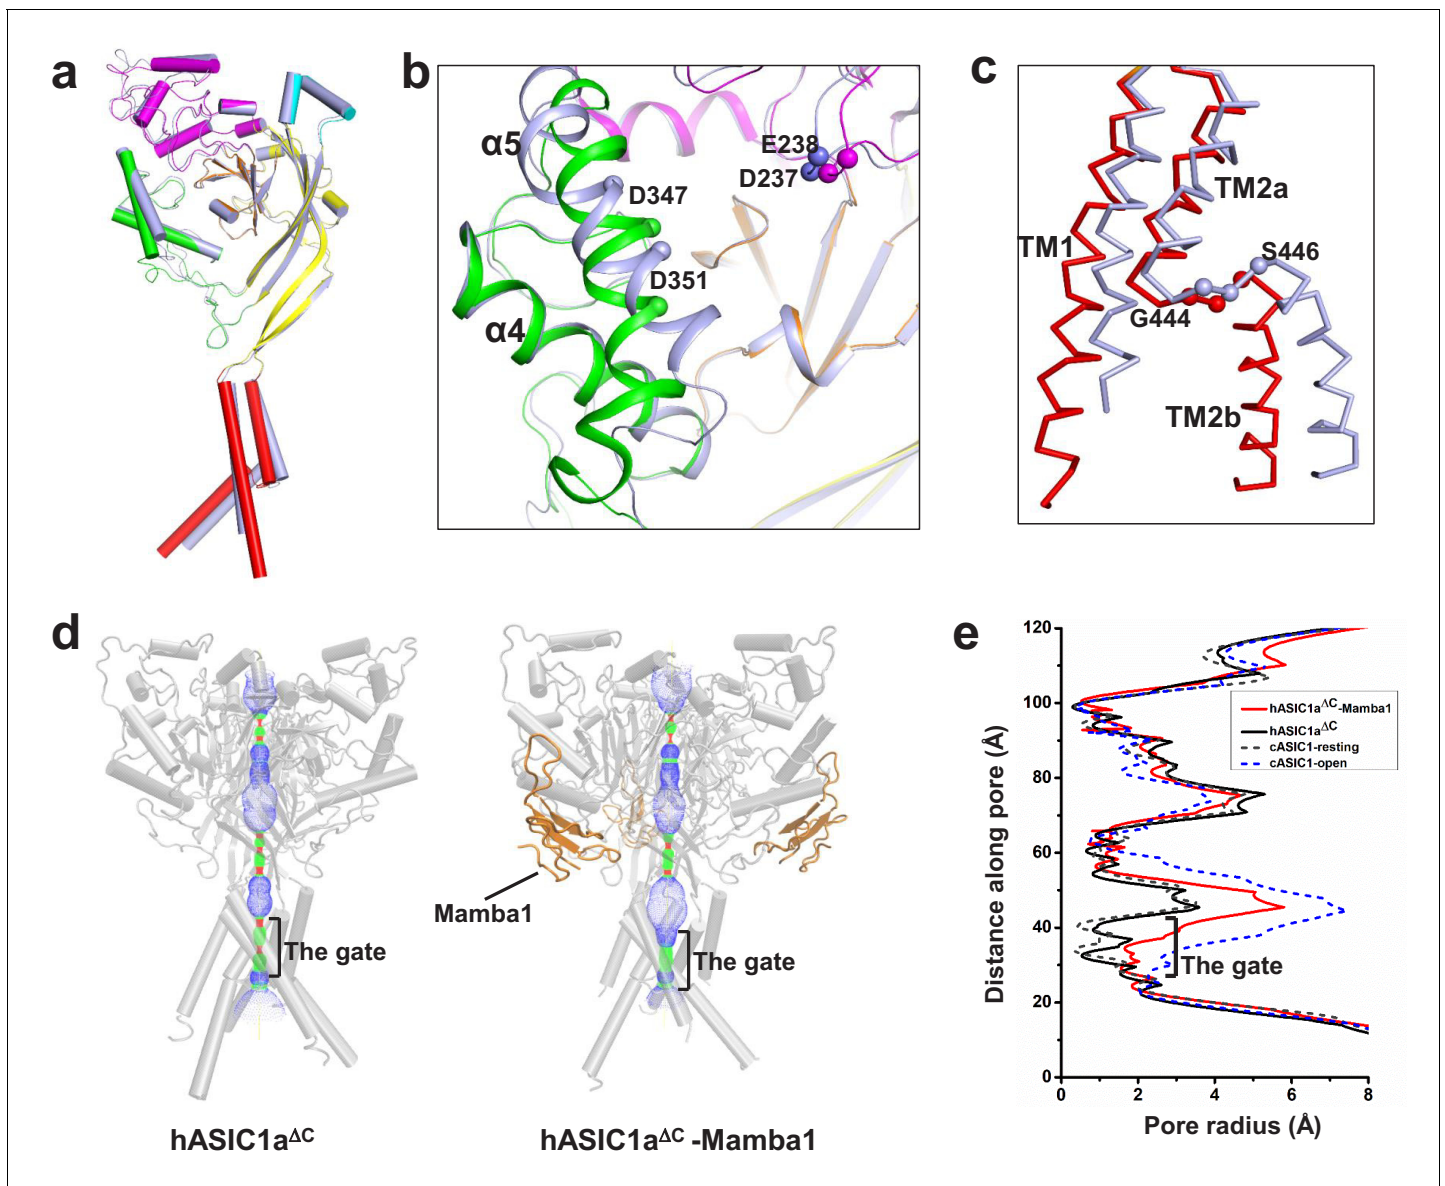 a
b
c
α5
E238
D237
D347
D351
α4
TM2a
TM1
S446
G444
TM2b
d
The gate
hASIC1a^ΔC
Mamba1
The gate
hASIC1a^ΔC -Mamba1
e
120
100
80
60
40
20
0
Distance along pore (Å)
hASIC1a^ΔC-Mamba1
hASIC1a^ΔC
cASIC1-resting
cASIC1-open
The gate
0 2 4 6 8
Pore radius (Å)